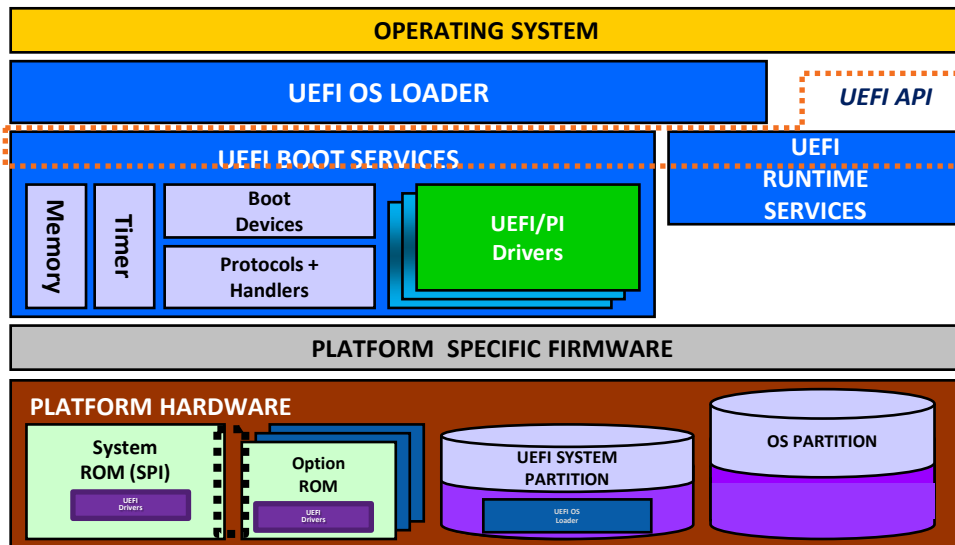 OPERATING SYSTEM
UEFI OS LOADER
UEFI API
UEFI BOOT SERVICES
UEFI
RUNTIME
SERVICES
Memory
Timer
Boot
Devices
Protocols +
Handlers
UEFI/PI
Drivers
PLATFORM SPECIFIC FIRMWARE
PLATFORM HARDWARE
System
ROM (SPI)
UEFI
Drivers
Option
ROM
UEFI
Drivers
UEFI SYSTEM
PARTITION
UEFI OS
Loader
OS PARTITION